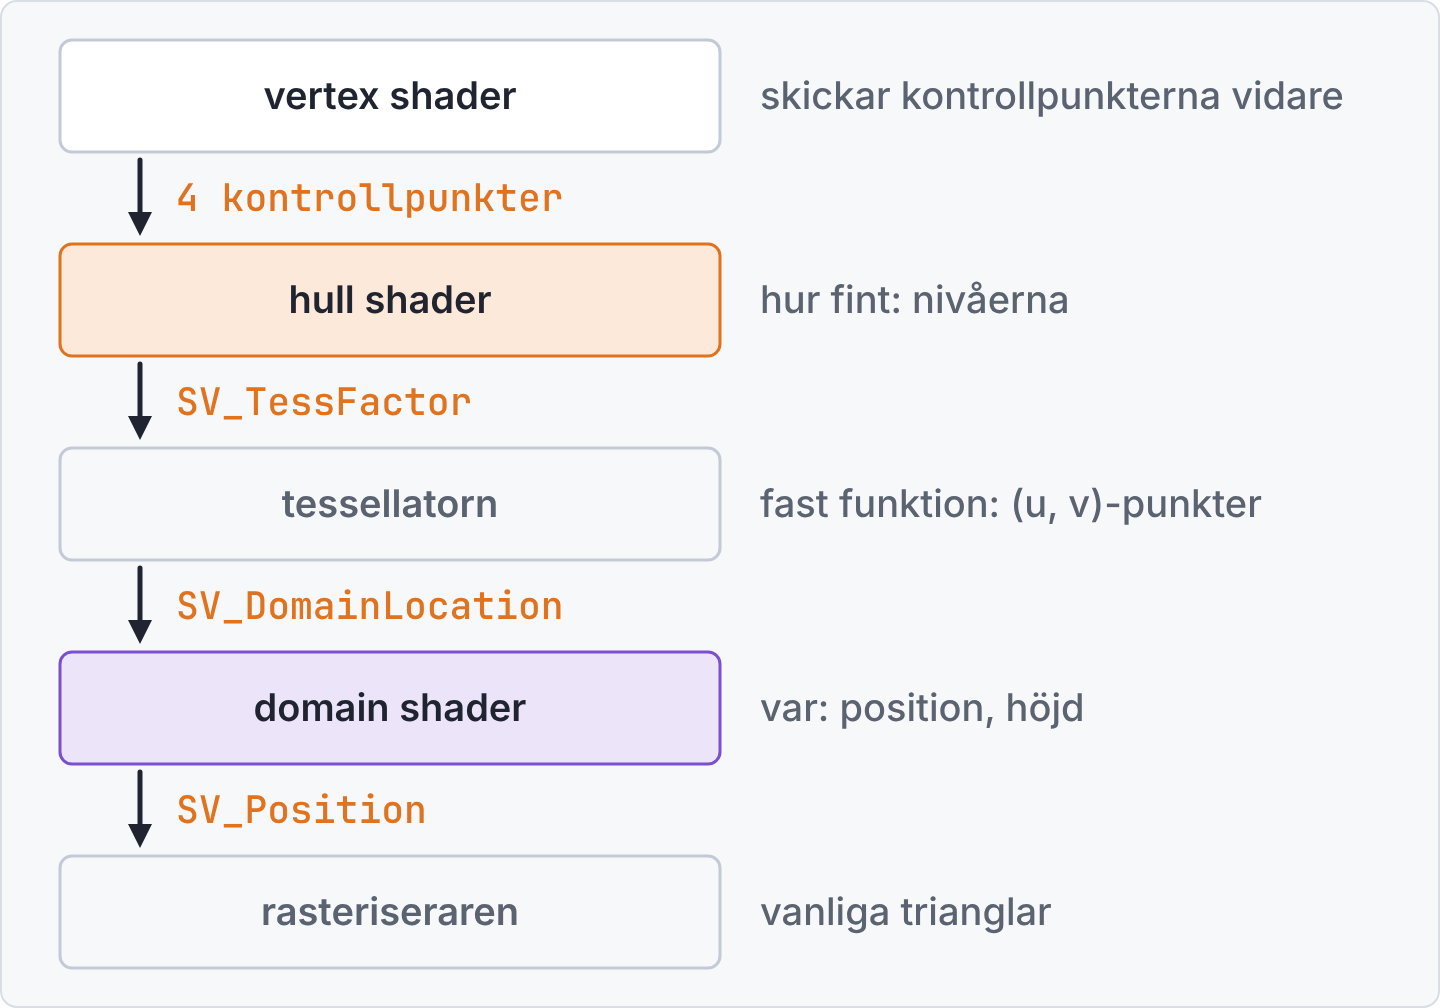 vertex shader
skickar kontrollpunkterna vidare
4 kontrollpunkter
hull shader
hur fint: nivåerna
SV_TessFactor
tessellatorn
fast funktion: (u, v)-punkter
SV_DomainLocation
domain shader
var: position, höjd
SV_Position
rasteriseraren
vanliga trianglar